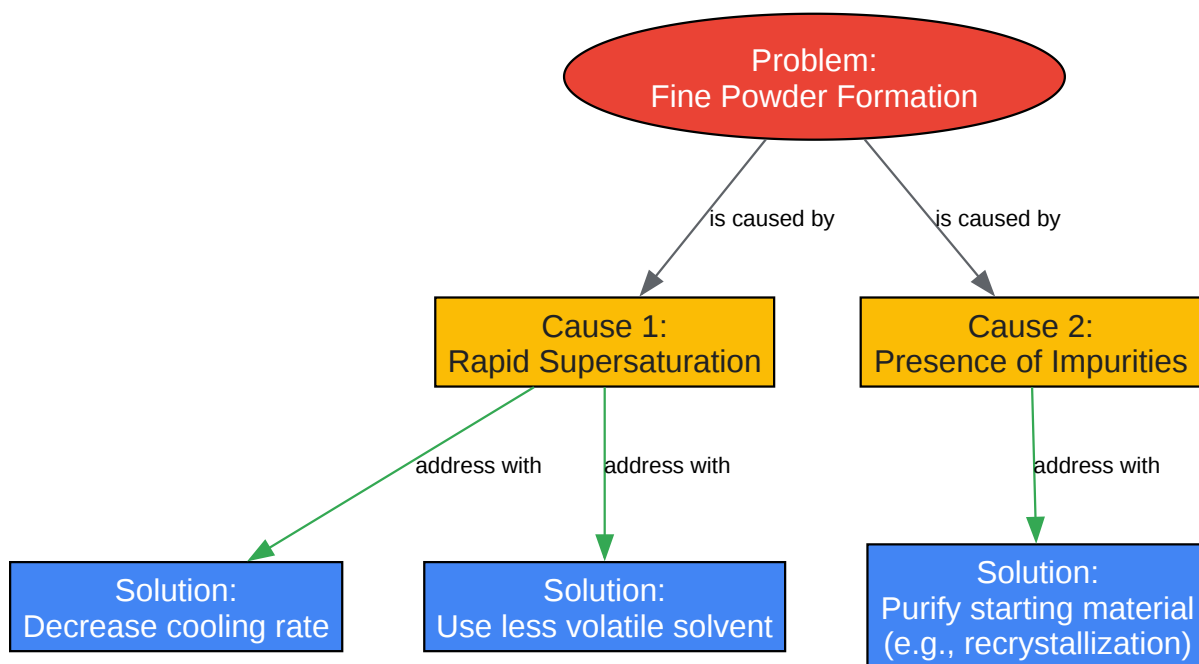 Problem:
Fine Powder Formation
is caused by
is caused by
Cause 1:
Rapid Supersaturation
Cause 2:
Presence of Impurities
address with
address with
address with
Solution:
Decrease cooling rate
Solution:
Use less volatile solvent
Solution:
Purify starting material
(e.g., recrystallization)